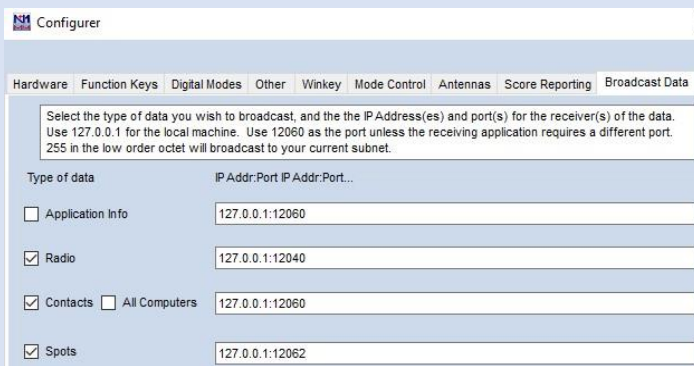 Configurer
Hardware Function Keys Digital Modes Other Winkey Mode Control Antennas Score Reporting Broadcast Data
Select the type of data you wish to broadcast, and the the IP Address(es) and port(s) for the receiver(s) of the data.
Use 127.0.0.1 for the local machine. Use 12060 as the port unless the receiving application requires a different port.
255 in the low order octet will broadcast to your current subnet.
Type of data IP Addr:Port IP Addr:Port...
Application Info 127.0.0.1:12060
Radio 127.0.0.1:12040
Contacts All Computers 127.0.0.1:12060
Spots 127.0.0.1:12062